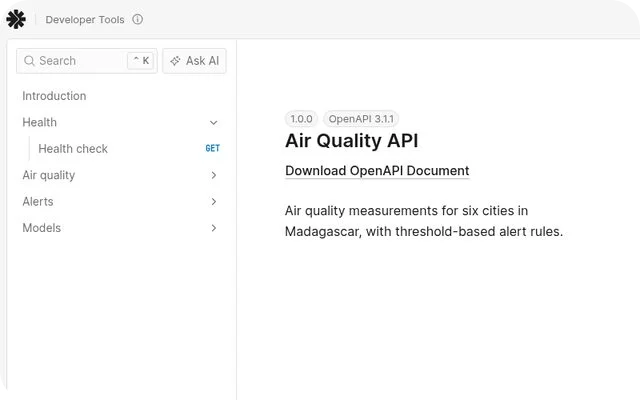 Developer Tools
Search
⌃ K
Ask AI
Introduction
Health
Health check GET
Air quality
Alerts
Models
1.0.0 OpenAPI 3.1.1
Air Quality API
Download OpenAPI Document
Air quality measurements for six cities in
Madagascar, with threshold-based alert rules.